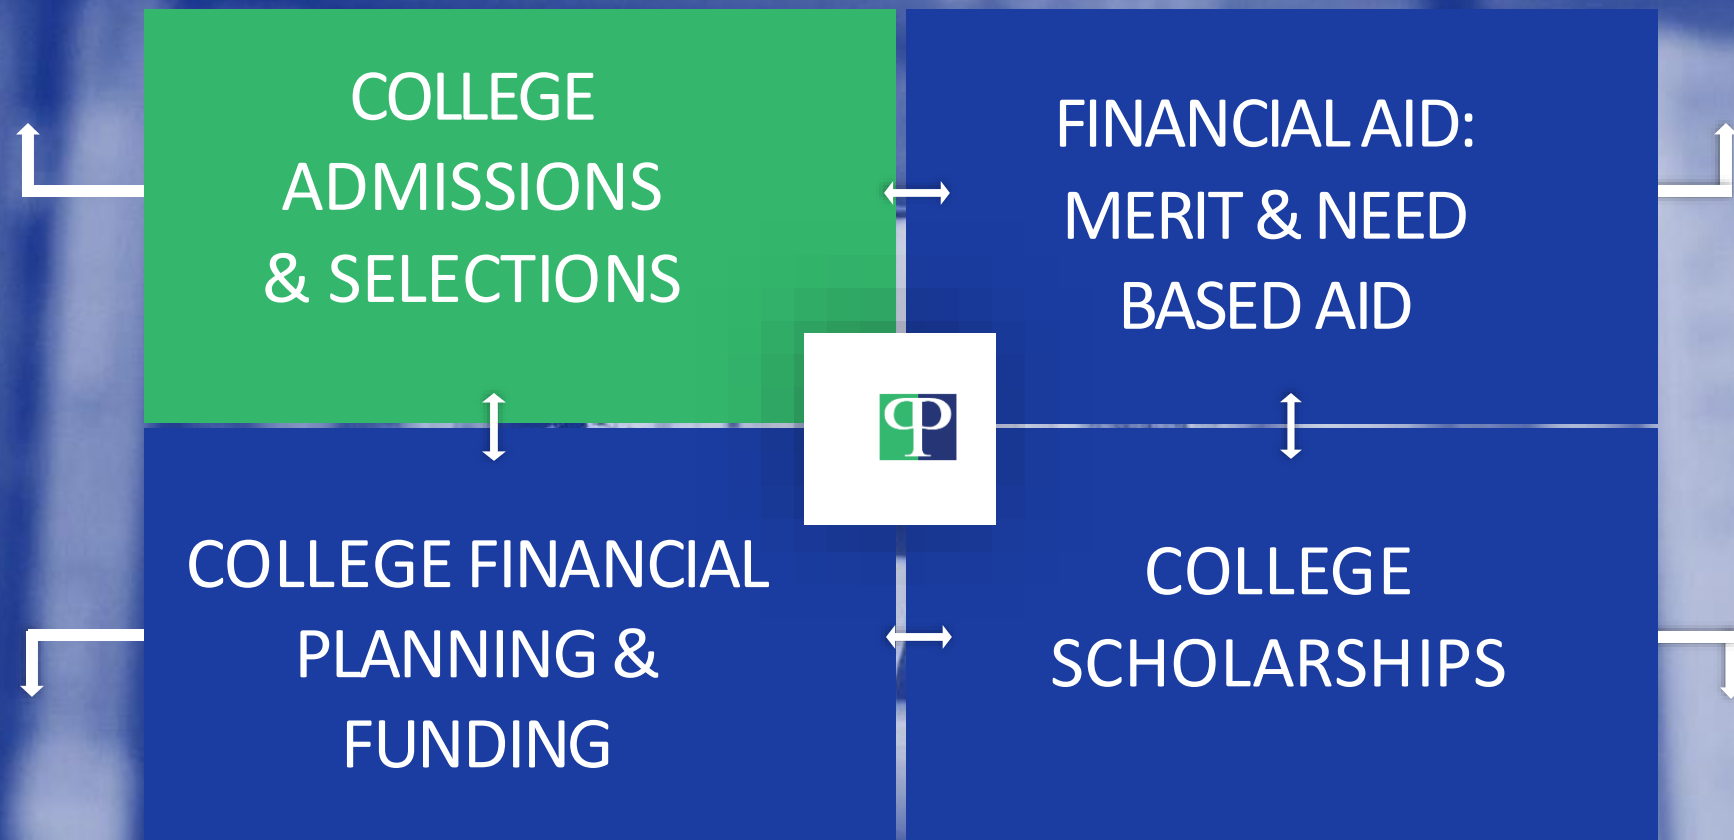 COLLEGE
ADMISSIONS
& SELECTIONS
FINANCIAL AID:
MERIT & NEED
BASED AID
COLLEGE FINANCIAL
PLANNING &
FUNDING
COLLEGE
SCHOLARSHIPS